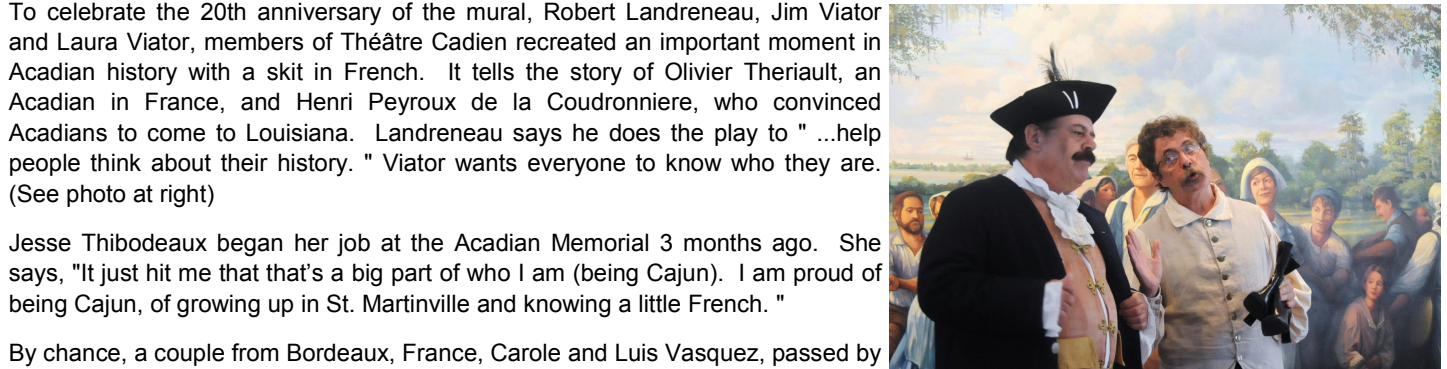 To celebrate the 20th anniversary of the mural, Robert Landreneau, Jim Viator
and Laura Viator, members of Théâtre Cadien recreated an important moment in
Acadian history with a skit in French. It tells the story of Olivier Theriault, an
Acadian in France, and Henri Peyroux de la Coudronniere, who convinced
Acadians to come to Louisiana. Landreneau says he does the play to " ...help
people think about their history. " Viator wants everyone to know who they are.
(See photo at right)
Jesse Thibodeaux began her job at the Acadian Memorial 3 months ago. She
says, "It just hit me that that's a big part of who I am (being Cajun). I am proud of
being Cajun, of growing up in St. Martinville and knowing a little French. "
By chance, a couple from Bordeaux, France, Carole and Luis Vasquez, passed by